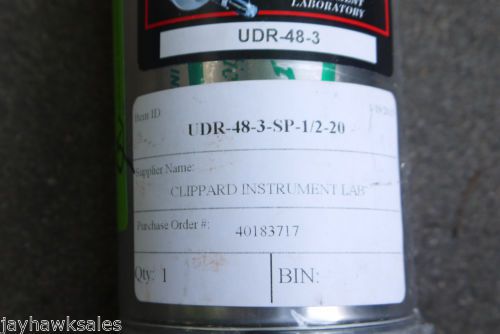 LABORATORY
UDR-48-3
Item ID
UDR-48-3-SP-1/2-20
Supplier Name:
CLIPPARD INSTRUMENT LAB
Purchase Order #:
40183717
Qty: 1
BIN:
© jayhawksales